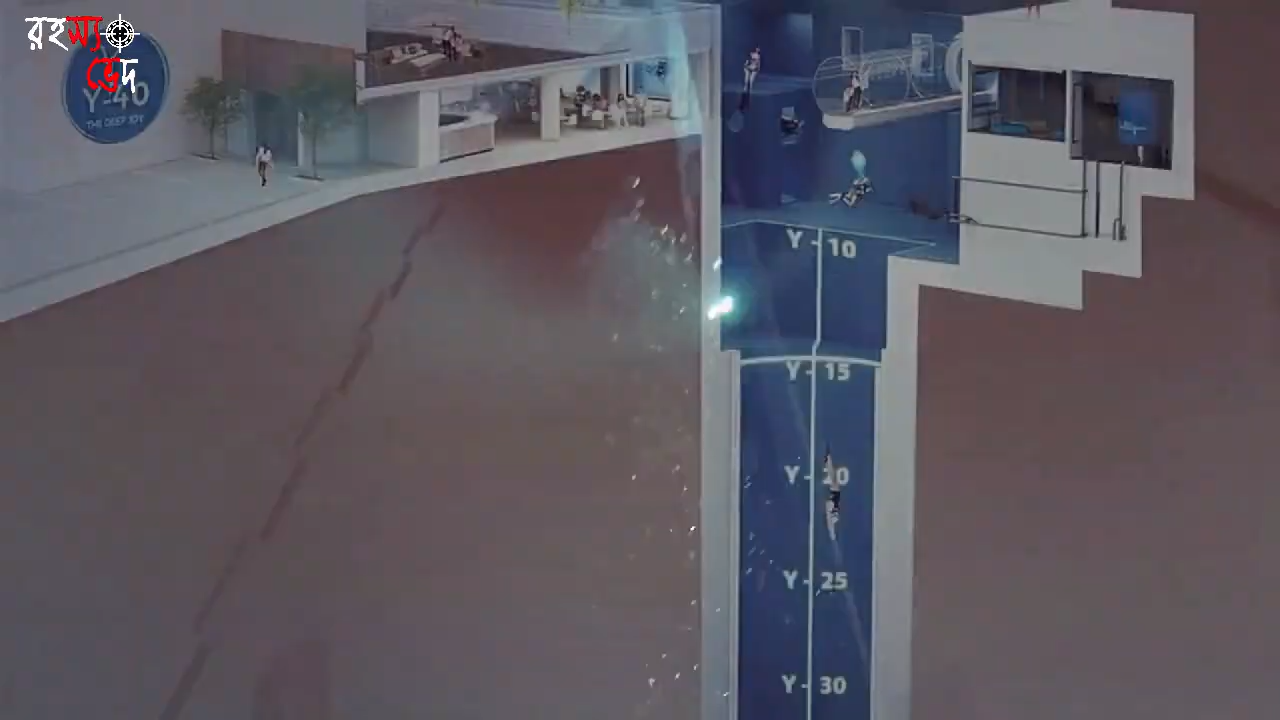 রহস্য
ভেদ
Y-40
THE DEEP JOY
Y - 10
Y - 15
Y - 20
Y - 25
Y - 30